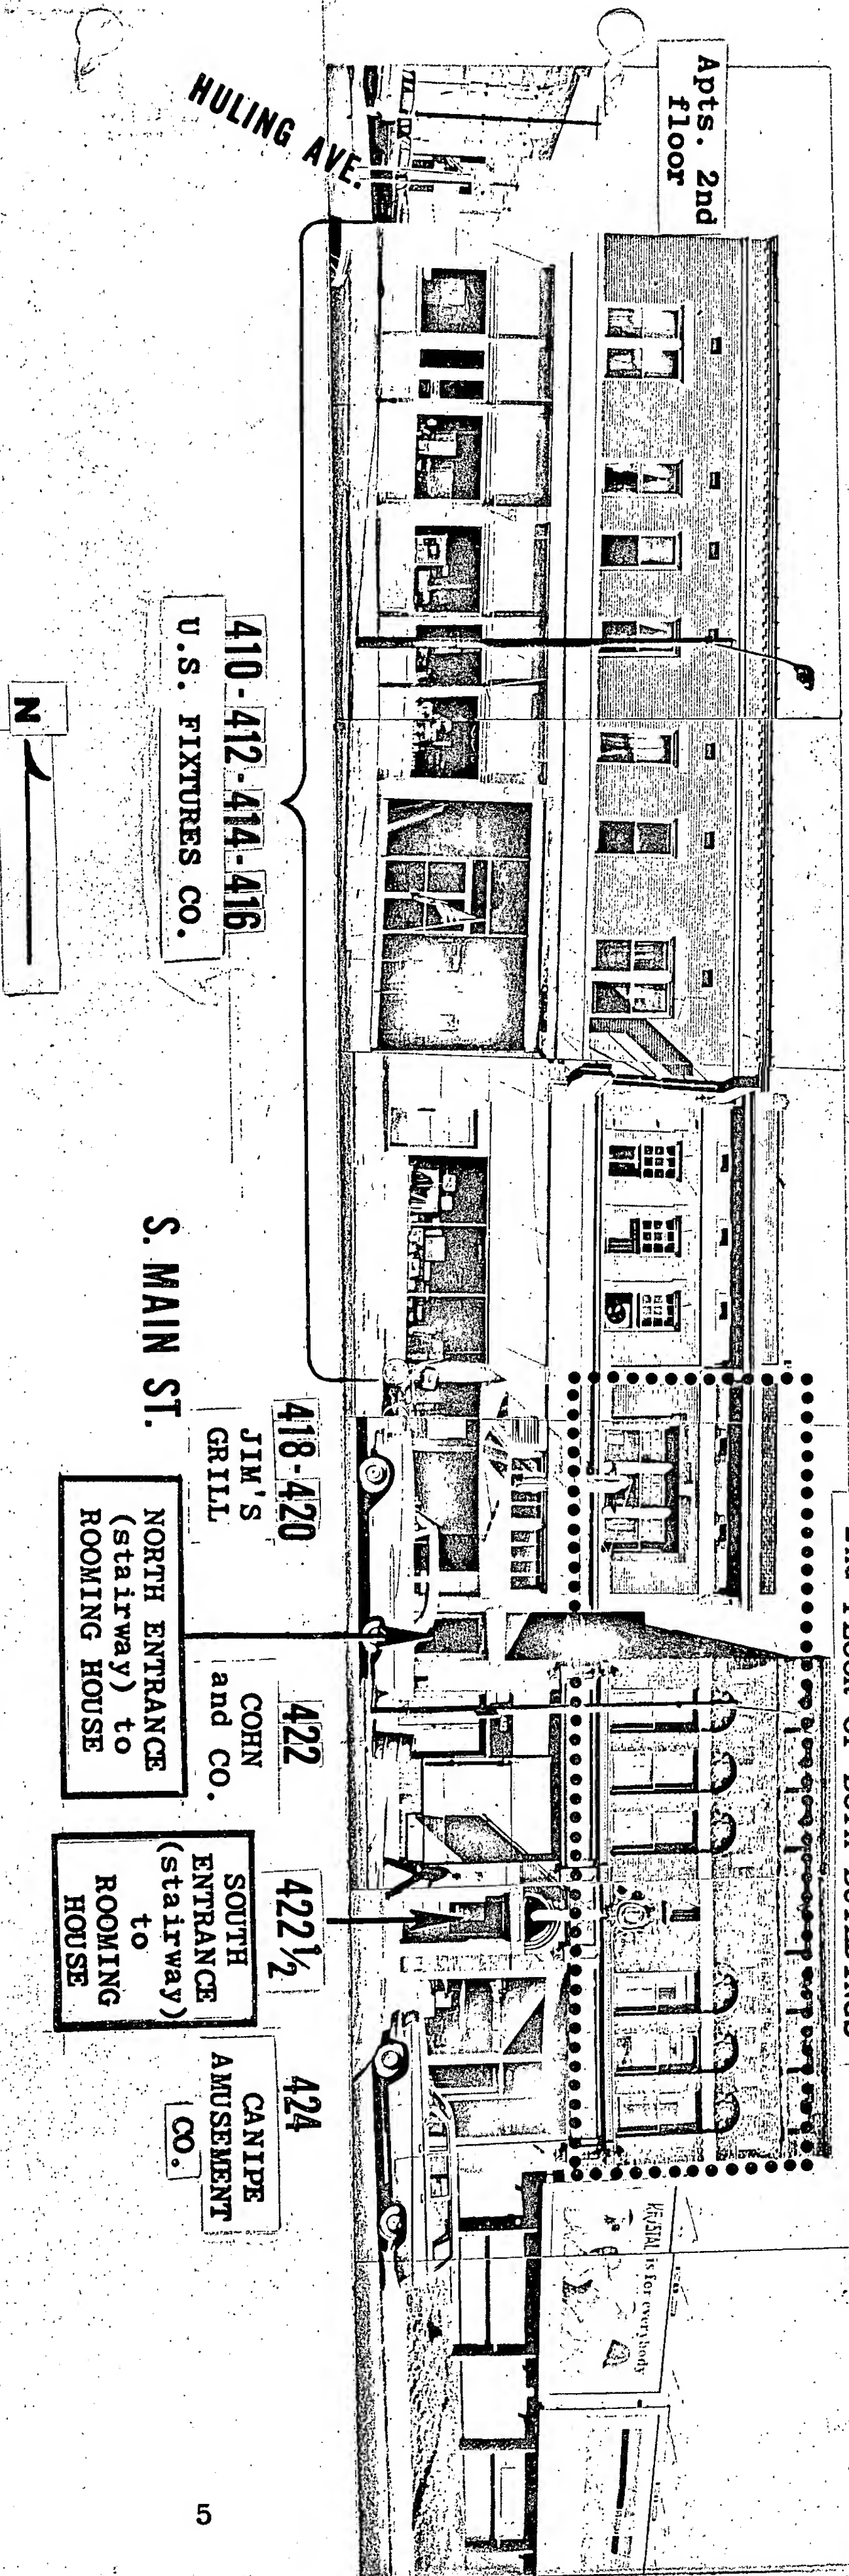 Apts. 2nd
floor
HULING AVE.
410-412-414-416
U.S. FIXTURES CO.
N
S. MAIN ST.
418-420
JIM'S
GRILL
NORTH ENTRANCE
(stairway) to
ROOMING HOUSE
422
COHN
and CO.
422½
SOUTH
ENTRANCE
(stairway)
to
ROOMING
HOUSE
424
CANIPE
AMUSEMENT
CO.
KRYSTAL is for everybody
5